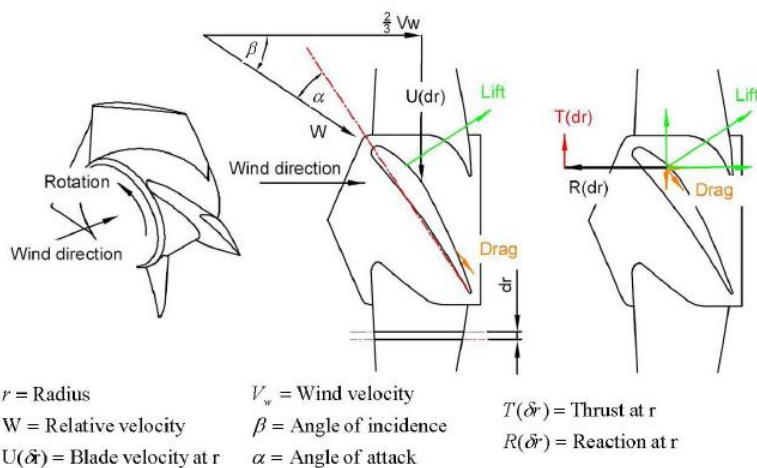 2/3 Vw
β
α
W
U(dr)
Lift
Wind direction
Drag
dr
Rotation
Wind direction
T(dr)
Lift
R(dr)
Drag
r = Radius
W = Relative velocity
U(δr) = Blade velocity at r
V_w = Wind velocity
β = Angle of incidence
α = Angle of attack
T(δr) = Thrust at r
R(δr) = Reaction at r